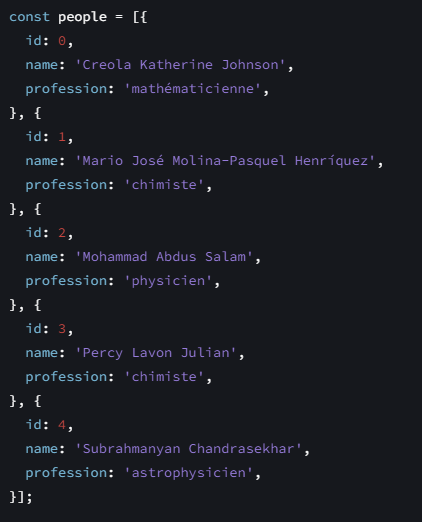 const people = [{
  id: 0,
  name: 'Creola Katherine Johnson',
  profession: 'mathématicienne',
}, {
  id: 1,
  name: 'Mario José Molina-Pasquel Henríquez',
  profession: 'chimiste',
}, {
  id: 2,
  name: 'Mohammad Abdus Salam',
  profession: 'physicien',
}, {
  id: 3,
  name: 'Percy Lavon Julian',
  profession: 'chimiste',
}, {
  id: 4,
  name: 'Subrahmanyan Chandrasekhar',
  profession: 'astrophysicien',
}];